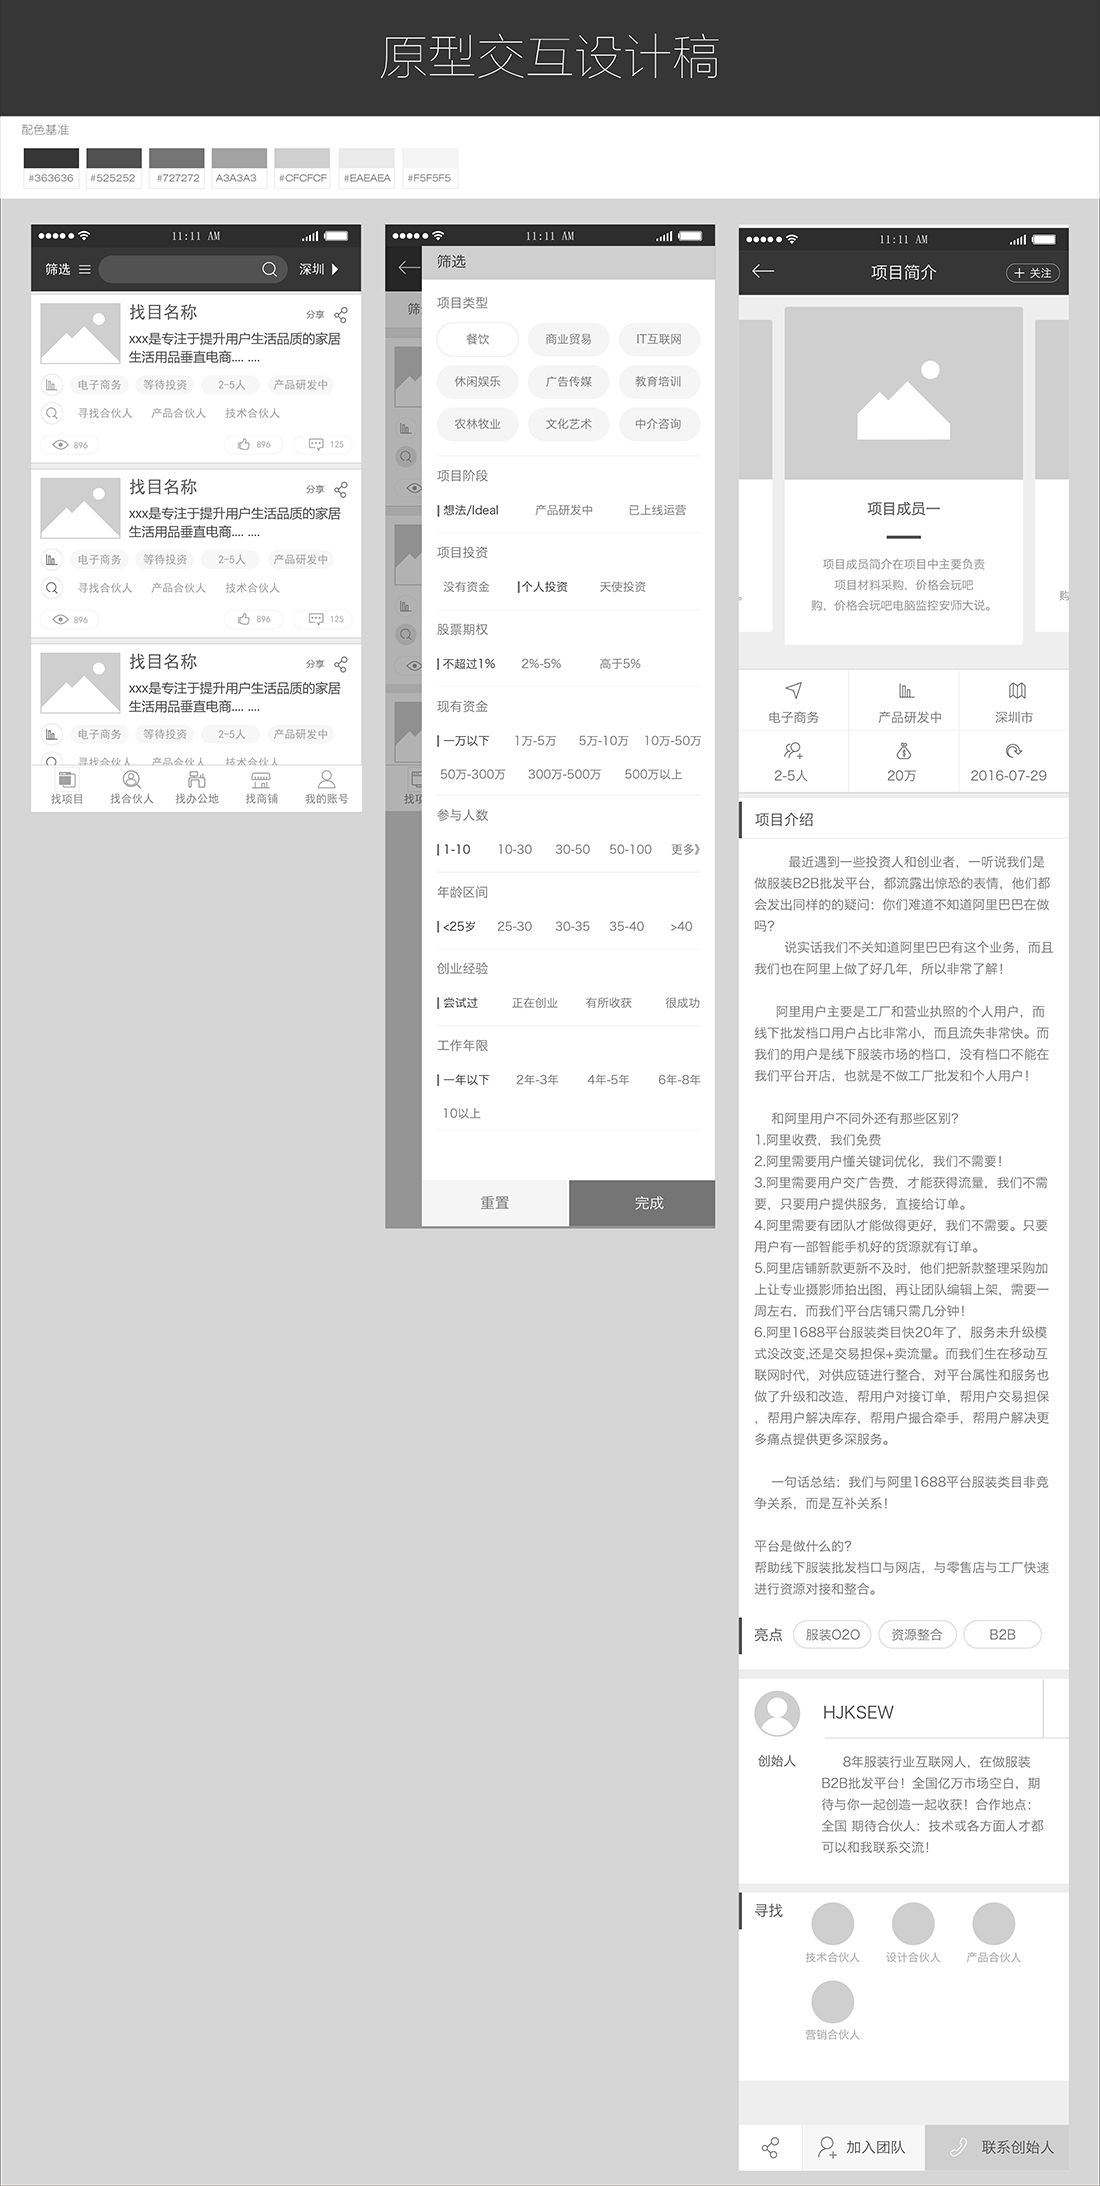 原型交互设计稿
配色基准
#363636 #525252 #727272 A3A3A3 #CFCFCF #EAEAEA #F5F5F5
11:11 AM
筛选 深圳
找目名称 分享
xxx是专注于提升用户生活品质的家居
生活用品垂直电商.... ....
电子商务 等待投资 2-5人 产品研发中
寻找合伙人 产品合伙人 技术合伙人
896 896 125
找目名称 分享
xxx是专注于提升用户生活品质的家居
生活用品垂直电商.... ....
电子商务 等待投资 2-5人 产品研发中
寻找合伙人 产品合伙人 技术合伙人
896 896 125
找目名称 分享
xxx是专注于提升用户生活品质的家居
生活用品垂直电商.... ....
电子商务 等待投资 2-5人 产品研发中
寻找合伙人 产品合伙人 技术合伙人
找项目 找合伙人 找办公地 找商铺 我的账号
11:11 AM
筛选
项目类型
餐饮 商业贸易 IT互联网
休闲娱乐 广告传媒 教育培训
农林牧业 文化艺术 中介咨询
项目阶段
想法/Ideal 产品研发中 已上线运营
项目投资
没有资金 个人投资 天使投资
股票期权
不超过1% 2%-5% 高于5%
现有资金
一万以下 1万-5万 5万-10万 10万-50万
50万-300万 300万-500万 500万以上
参与人数
1-10 10-30 30-50 50-100 更多》
年龄区间
<25岁 25-30 30-35 35-40 >40
创业经验
尝试过 正在创业 有所收获 很成功
工作年限
一年以下 2年-3年 4年-5年 6年-8年
10以上
重置 完成
11:11 AM
项目简介 + 关注
项目成员一
项目成员简介在项目中主要负责
项目材料采购，价格会玩吧
购，价格会玩吧电脑监控安师大说。
电子商务 产品研发中 深圳市
2-5人 20万 2016-07-29
项目介绍
最近遇到一些投资人和创业者，一听说我们是
做服装B2B批发平台，都流露出惊恐的表情，他们都
会发出同样的的疑问：你们难道不知道阿里巴巴在做
吗？
说实话我们不关知道阿里巴巴有这个业务，而且
我们也在阿里上做了好几年，所以非常了解！
阿里用户主要是工厂和营业执照的个人用户，而
线下批发档口用户占比非常小，而且流失非常快。而
我们的用户是线下服装市场的档口，没有档口不能在
我们平台开店，也就是不做工厂批发和个人用户！
和阿里用户不同外还有那些区别？
1.阿里收费，我们免费
2.阿里需要用户懂关键词优化，我们不需要！
3.阿里需要用户交广告费，才能获得流量，我们不需
要，只要用户提供服务，直接给订单。
4.阿里需要有团队才能做得更好，我们不需要。只要
用户有一部智能手机好的货源就有订单。
5.阿里店铺新款更新不及时，他们把新款整理采购加
上让专业摄影师拍出图，再让团队编辑上架，需要一
周左右，而我们平台店铺只需几分钟！
6.阿里1688平台服装类目快20年了，服务未升级模
式没改变,还是交易担保+卖流量。而我们生在移动互
联网时代，对供应链进行整合，对平台属性和服务也
做了升级和改造，帮用户对接订单，帮用户交易担保
，帮用户解决库存，帮用户撮合牵手，帮用户解决更
多痛点提供更多深服务。
一句话总结：我们与阿里1688平台服装类目非竞
争关系，而是互补关系！
平台是做什么的？
帮助线下服装批发档口与网店，与零售店与工厂快速
进行资源对接和整合。
亮点 服装O2O 资源整合 B2B
HJKSEW
创始人
8年服装行业互联网人，在做服装
B2B批发平台！全国亿万市场空白，期
待与你一起创造一起收获！合作地点：
全国 期待合伙人：技术或各方面人才都
可以和我联系交流！
寻找
技术合伙人 设计合伙人 产品合伙人
营销合伙人
加入团队 联系创始人